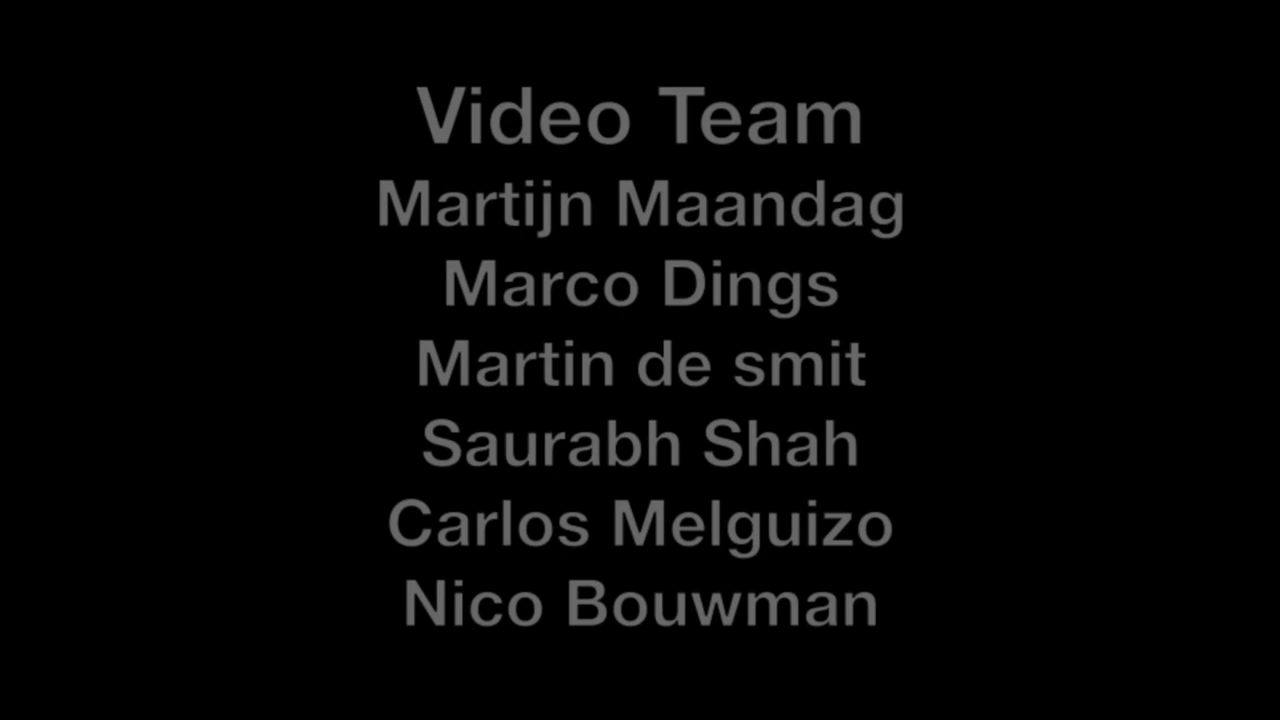 Video Team
Martijn Maandag
Marco Dings
Martin de smit
Saurabh Shah
Carlos Melguizo
Nico Bouwman